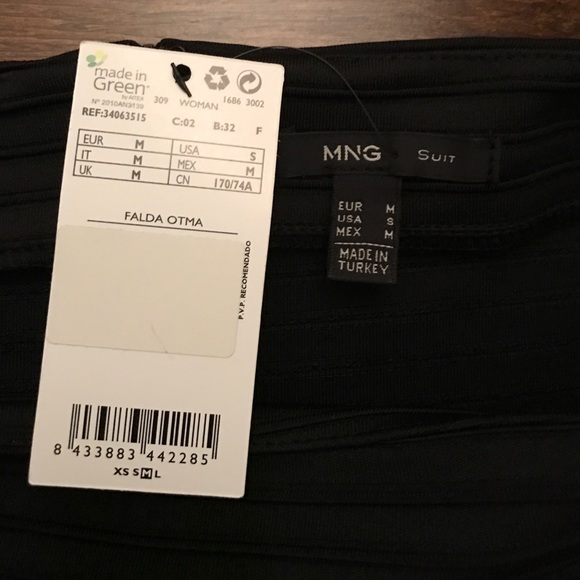 made in
Green
by AITEX
Nº 2010AN3139
309 WOMAN 1686 3002
REF:34063515 C:02 B:32 F
EUR M USA S
IT M MEX M
UK M CN 170/74A
FALDA OTMA
P.V.P. RECOMENDADO
8 433883 442285
XS S M L
MNG SUIT
EUR M
USA S
MEX M
MADE IN
TURKEY